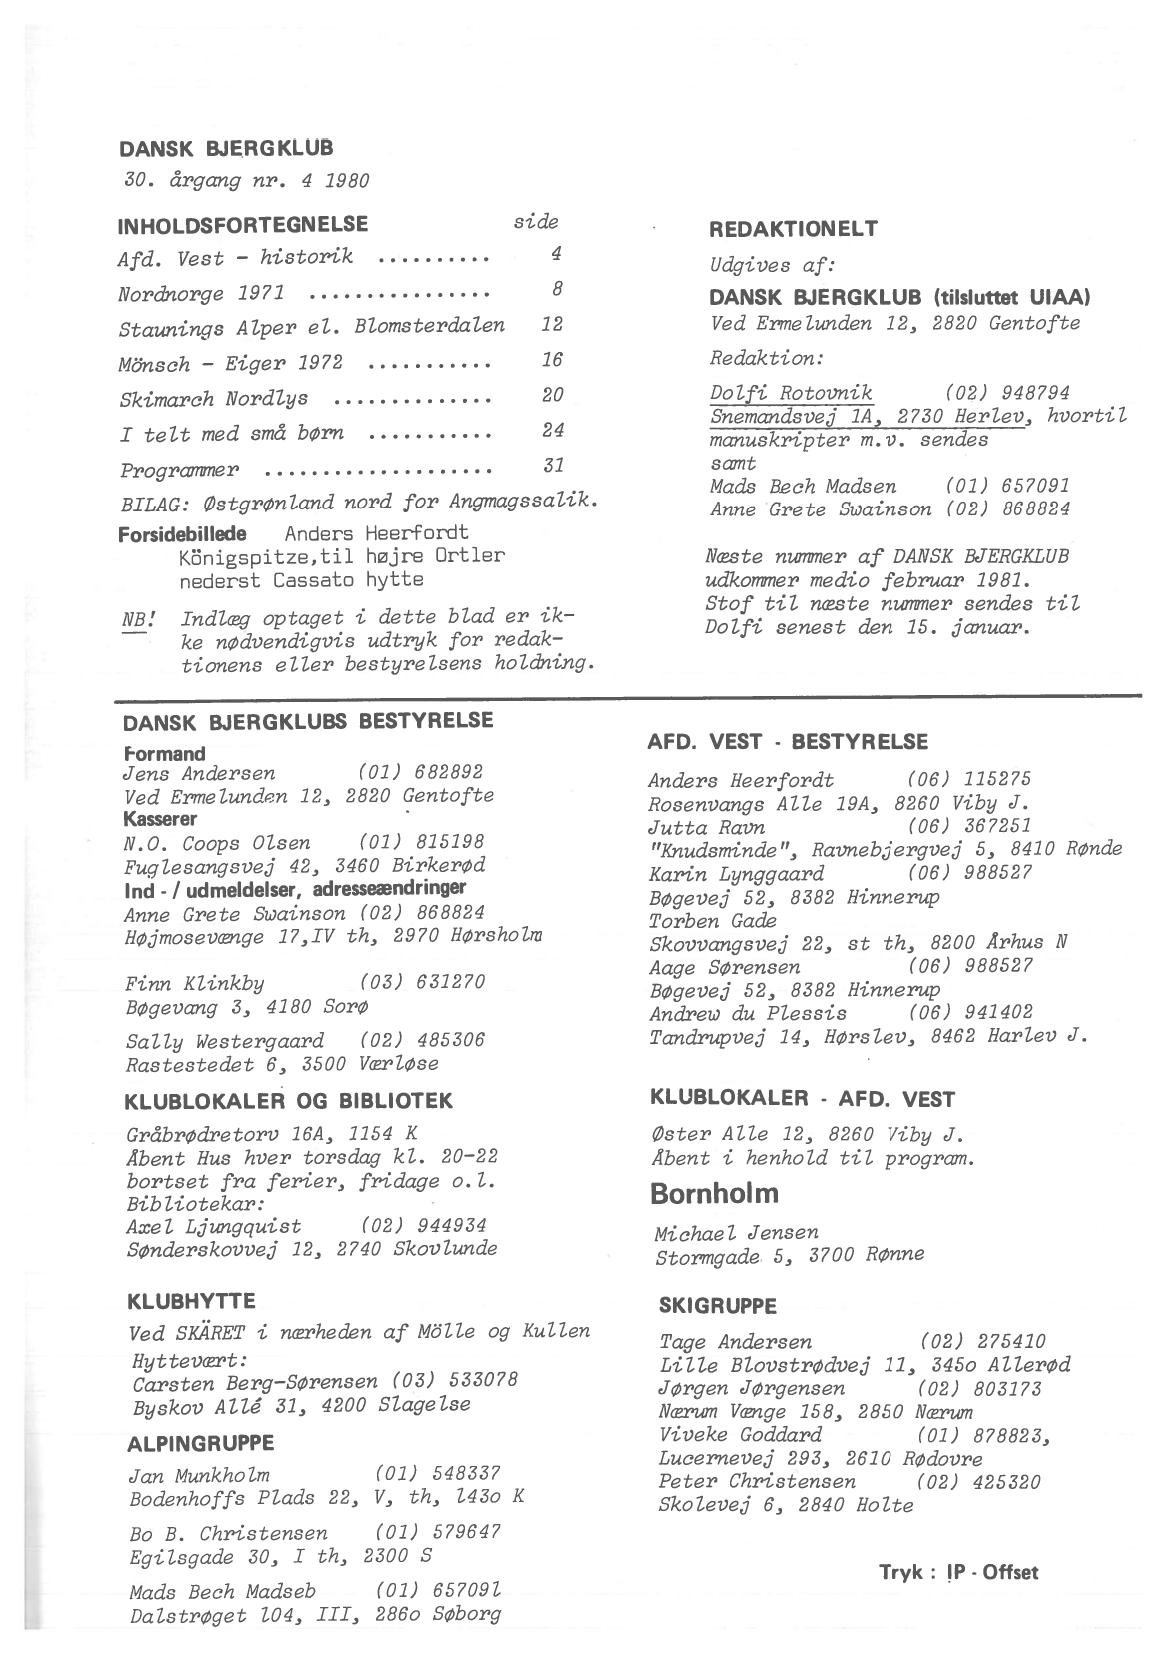 DANSK BJERGKLUB
30. årgang nr. 4 1980
INHOLDSFORTEGNELSE side
Afd. Vest - historik .......... 4
Nordnorge 1971 ................ 8
Staunings Alper el. Blomsterdalen 12
Mönsch - Eiger 1972 ........... 16
Skimarch Nordlys .............. 20
I telt med små børn ........... 24
Programmer .................... 31
BILAG: Østgrønland nord for Angmagssalik.
Forsidebillede Anders Heerfordt
Königspitze,til højre Ortler
nederst Cassato hytte
NB! Indlæg optaget i dette blad er ik-
ke nødvendigvis udtryk for redak-
tionens eller bestyrelsens holdning.
REDAKTIONELT
Udgives af:
DANSK BJERGKLUB (tilsluttet UIAA)
Ved Ermelunden 12, 2820 Gentofte
Redaktion:
Dolfi Rotovnik (02) 948794
Snemandsvej 1A, 2730 Herlev, hvortil
manuskripter m.v. sendes
samt
Mads Bech Madsen (01) 657091
Anne Grete Swainson (02) 868824
Næste nummer af DANSK BJERGKLUB
udkommer medio februar 1981.
Stof til næste nummer sendes til
Dolfi senest den 15. januar.
DANSK BJERGKLUBS BESTYRELSE
Formand
Jens Andersen (01) 682892
Ved Ermelunden 12, 2820 Gentofte
Kasserer
N.O. Coops Olsen (01) 815198
Fuglesangsvej 42, 3460 Birkerød
Ind - / udmeldelser, adresseændringer
Anne Grete Swainson (02) 868824
Højmosevænge 17,IV th, 2970 Hørsholm
Finn Klinkby (03) 631270
Bøgevang 3, 4180 Sorø
Sally Westergaard (02) 485306
Rastestedet 6, 3500 Værløse
KLUBLOKALER OG BIBLIOTEK
Gråbrødretorv 16A, 1154 K
Åbent Hus hver torsdag kl. 20-22
bortset fra ferier, fridage o.l.
Bibliotekar:
Axel Ljungquist (02) 944934
Sønderskovvej 12, 2740 Skovlunde
KLUBHYTTE
Ved SKÄRET i nærheden af Mölle og Kullen
Hyttevært:
Carsten Berg-Sørensen (03) 533078
Byskov Allé 31, 4200 Slagelse
ALPINGRUPPE
Jan Munkholm (01) 548337
Bodenhoffs Plads 22, V, th, l43o K
Bo B. Christensen (01) 579647
Egilsgade 30, I th, 2300 S
Mads Bech Madseb (01) 65709l
Dalstrøget l04, III, 286o Søborg
AFD. VEST - BESTYRELSE
Anders Heerfordt (06) 115275
Rosenvangs Alle 19A, 8260 Viby J.
Jutta Ravn (06) 367251
"Knudsminde", Ravnebjergvej 5, 8410 Rønde
Karin Lynggaard (06) 988527
Bøgevej 52, 8382 Hinnerup
Torben Gade
Skovvangsvej 22, st th, 8200 Århus N
Aage Sørensen (06) 988527
Bøgevej 52, 8382 Hinnerup
Andrew du Plessis (06) 941402
Tandrupvej 14, Hørslev, 8462 Harlev J.
KLUBLOKALER - AFD. VEST
Øster Alle 12, 8260 Viby J.
Åbent i henhold til program.
Bornholm
Michael Jensen
Stormgade 5, 3700 Rønne
SKIGRUPPE
Tage Andersen (02) 275410
Lille Blovstrødvej 11, 345o Allerød
Jørgen Jørgensen (02) 803173
Nærum Vænge 158, 2850 Nærum
Viveke Goddard (01) 878823,
Lucernevej 293, 2610 Rødovre
Peter Christensen (02) 425320
Skolevej 6, 2840 Holte
Tryk : IP - Offset